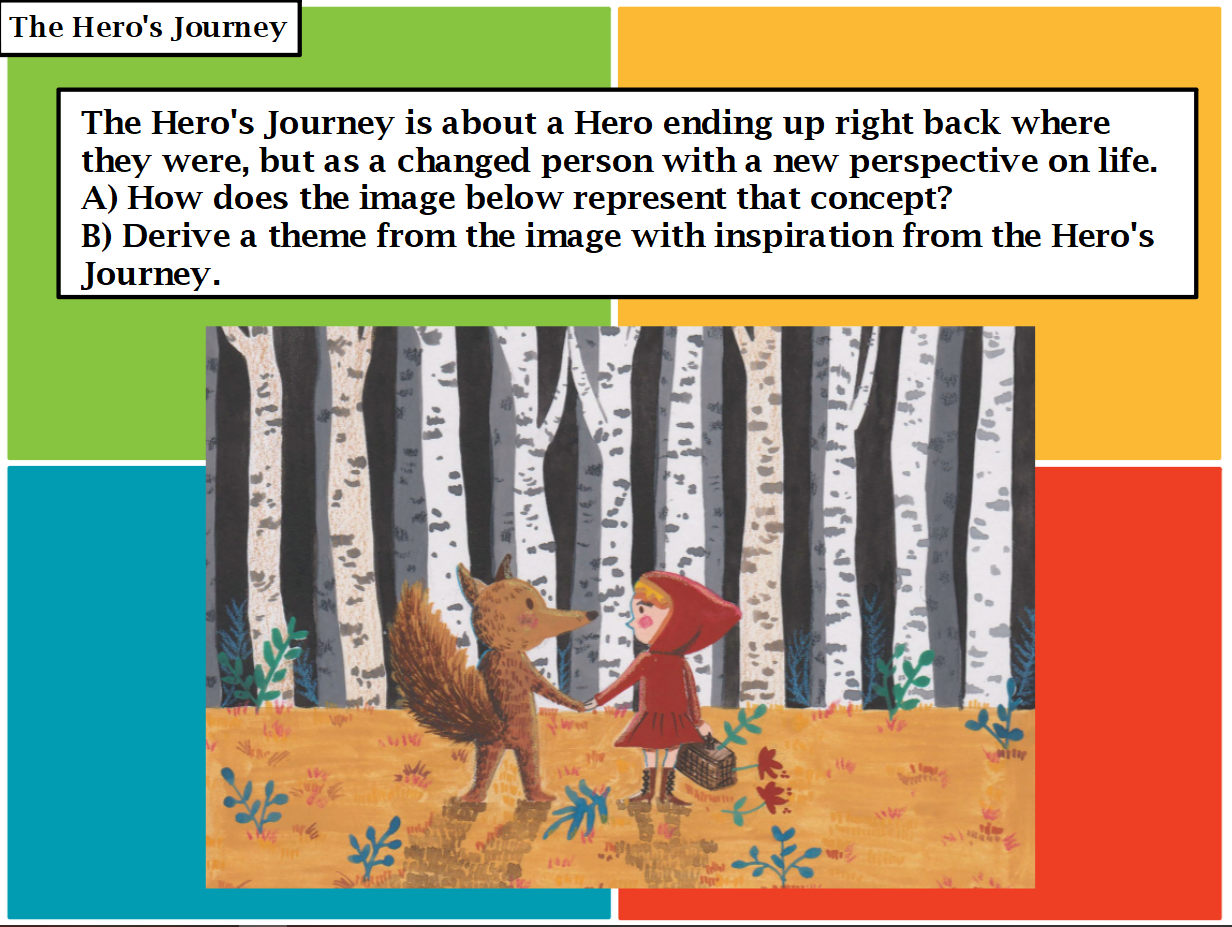 The Hero's Journey
The Hero's Journey is about a Hero ending up right back where
they were, but as a changed person with a new perspective on life.
A) How does the image below represent that concept?
B) Derive a theme from the image with inspiration from the Hero's
Journey.